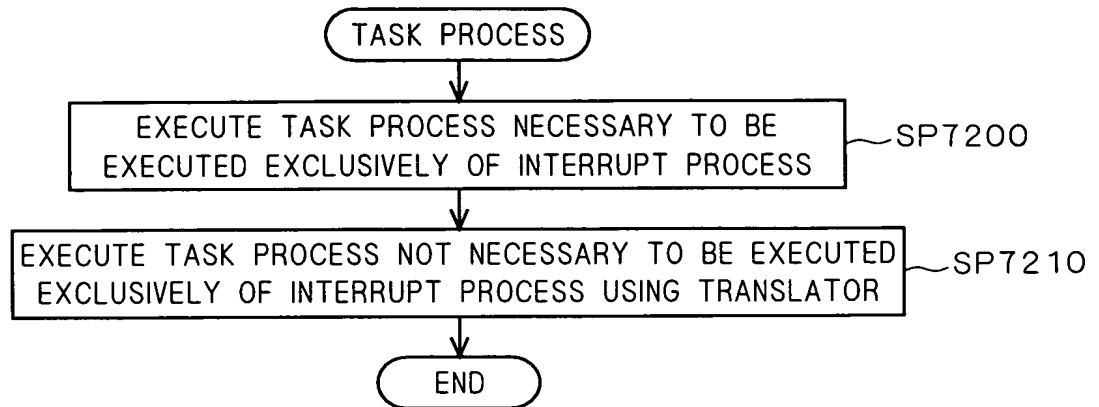 TASK PROCESS
EXECUTE TASK PROCESS NECESSARY TO BE
EXECUTED EXCLUSIVELY OF INTERRUPT PROCESS
SP7200
EXECUTE TASK PROCESS NOT NECESSARY TO BE EXECUTED
EXCLUSIVELY OF INTERRUPT PROCESS USING TRANSLATOR
SP7210
END